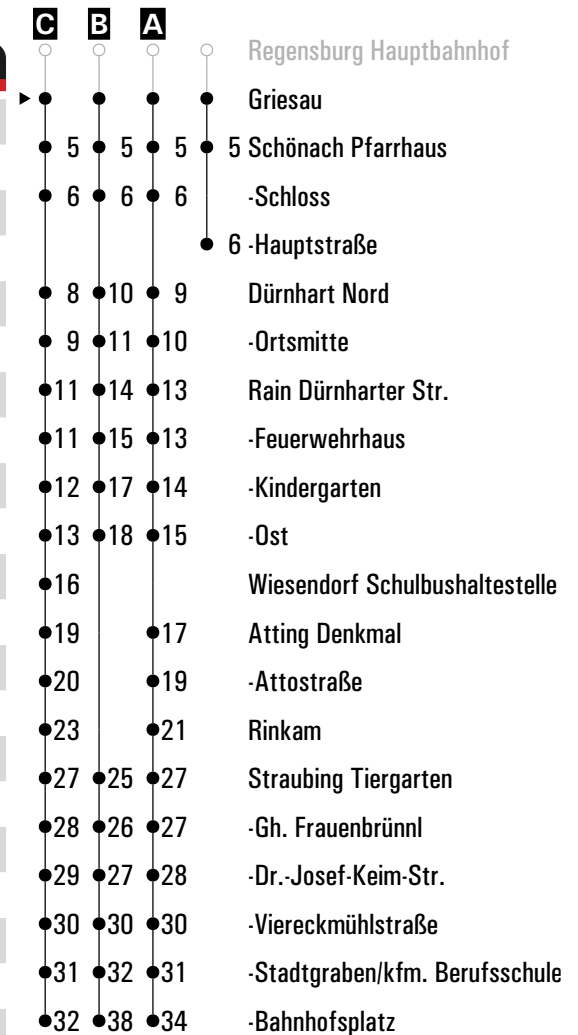 C B A
Regensburg Hauptbahnhof
Griesau
5 5 5 5 Schönach Pfarrhaus
6 6 6 -Schloss
6 -Hauptstraße
8 10 9 Dürnhart Nord
9 11 10 -Ortsmitte
11 14 13 Rain Dürnharter Str.
11 15 13 -Feuerwehrhaus
12 17 14 -Kindergarten
13 18 15 -Ost
16 Wiesendorf Schulbushaltestelle
19 17 Atting Denkmal
20 19 -Attostraße
23 21 Rinkam
27 25 27 Straubing Tiergarten
28 26 27 -Gh. Frauenbrünnl
29 27 28 -Dr.-Josef-Keim-Str.
30 30 30 -Viereckmühlstraße
31 32 31 -Stadtgraben/kfm. Berufsschule
32 38 34 -Bahnhofsplatz